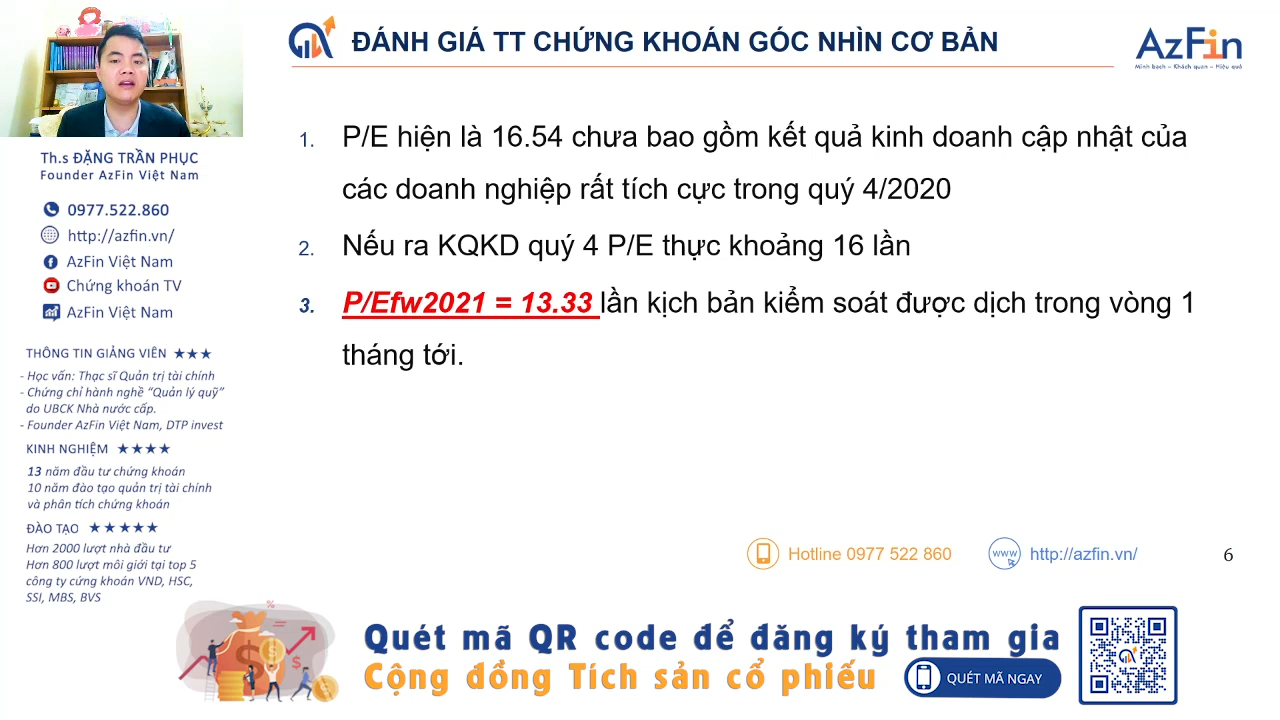 ĐÁNH GIÁ TT CHỨNG KHOÁN GÓC NHÌN CƠ BẢN
AzFin
Minh bạch – Khách quan – Hiệu quả
1. P/E hiện là 16.54 chưa bao gồm kết quả kinh doanh cập nhật của
các doanh nghiệp rất tích cực trong quý 4/2020
2. Nếu ra KQKD quý 4 P/E thực khoảng 16 lần
3. P/Efw2021 = 13.33 lần kịch bản kiểm soát được dịch trong vòng 1
tháng tới.
Th.s ĐẶNG TRẦN PHỤC
Founder AzFin Việt Nam
0977.522.860
http://azfin.vn/
AzFin Việt Nam
Chứng khoán TV
AzFin Việt Nam
THÔNG TIN GIẢNG VIÊN ★★★
- Học vấn: Thạc sĩ Quản trị tài chính
- Chứng chỉ hành nghề “Quản lý quỹ”
do UBCK Nhà nước cấp.
- Founder AzFin Việt Nam, DTP invest
KINH NGHIỆM ★★★★
13 năm đầu tư chứng khoán
10 năm đào tạo quản trị tài chính
và phân tích chứng khoán
ĐÀO TẠO ★★★★★
Hơn 2000 lượt nhà đầu tư
Hơn 800 lượt môi giới tại top 5
công ty cứng khoán VND, HSC,
SSI, MBS, BVS
Hotline 0977 522 860
www
http://azfin.vn/
6
Quét mã QR code để đăng ký tham gia
Cộng đồng Tích sản cổ phiếu
QUÉT MÃ NGAY